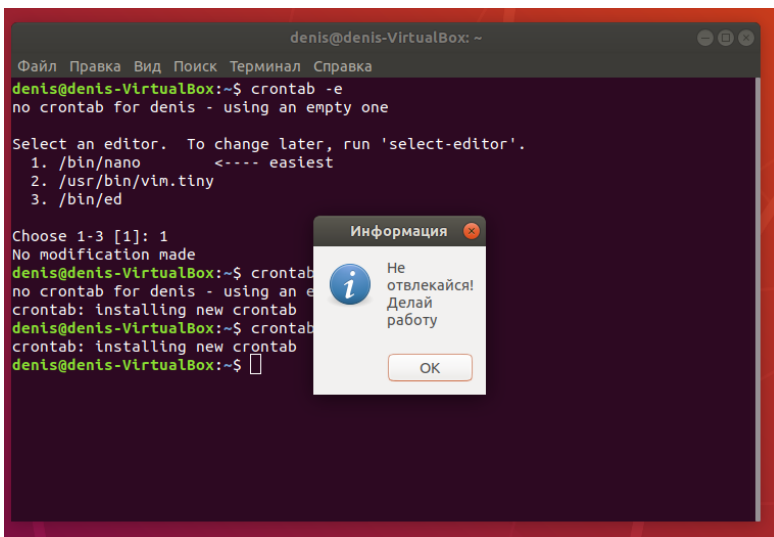 denis@denis-VirtualBox: ~
Файл Правка Вид Поиск Терминал Справка
denis@denis-VirtualBox:~$ crontab -e
no crontab for denis - using an empty one
Select an editor. To change later, run 'select-editor'.
1. /bin/nano <---- easiest
2. /usr/bin/vim.tiny
3. /bin/ed
Choose 1-3 [1]: 1
No modification made
denis@denis-VirtualBox:~$ crontab
no crontab for denis - using an e
crontab: installing new crontab
denis@denis-VirtualBox:~$ crontab
crontab: installing new crontab
denis@denis-VirtualBox:~$
Информация
Не
отвлекайся!
Делай
работу
OK